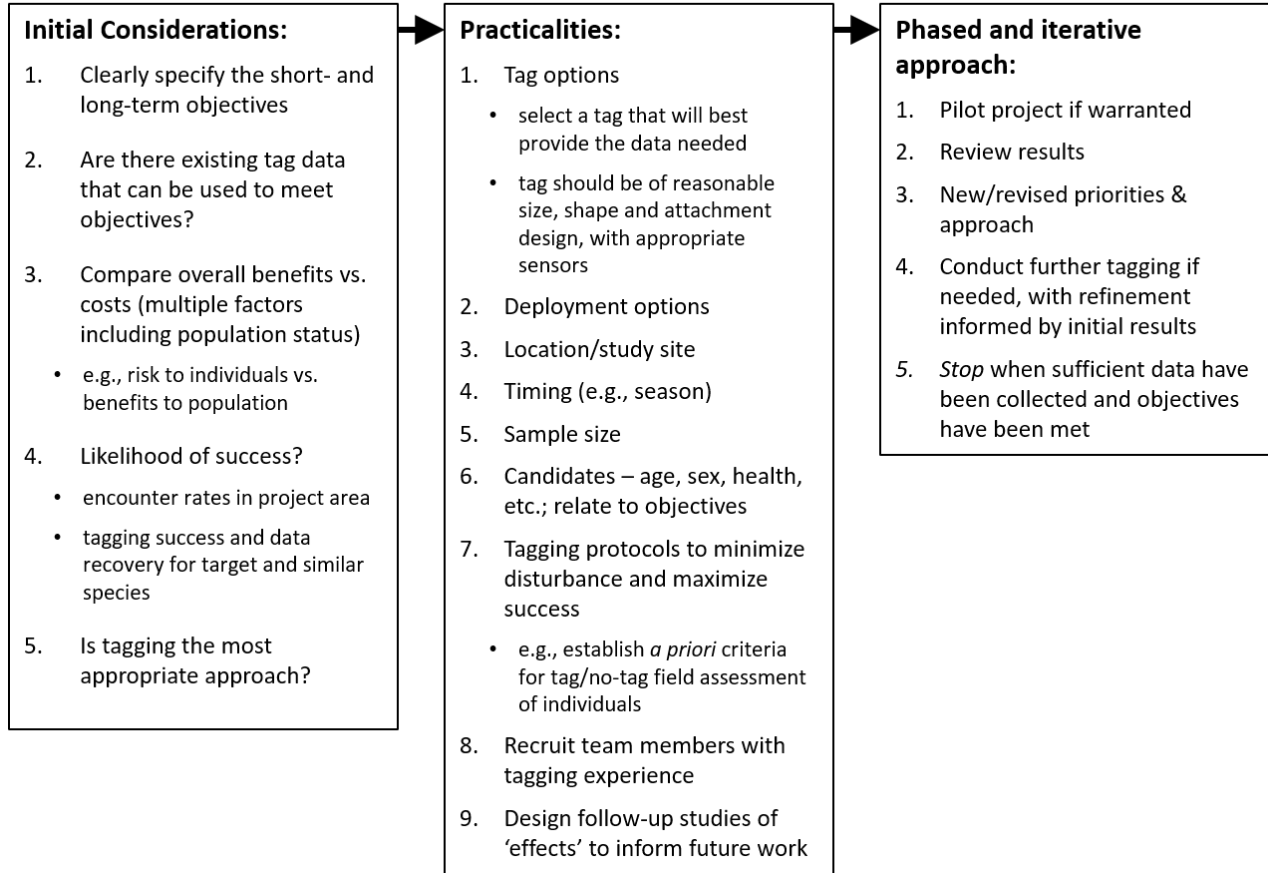 Initial Considerations:
1. Clearly specify the short- and
long-term objectives
2. Are there existing tag data
that can be used to meet
objectives?
3. Compare overall benefits vs.
costs (multiple factors
including population status)
• e.g., risk to individuals vs.
benefits to population
4. Likelihood of success?
• encounter rates in project area
• tagging success and data
recovery for target and similar
species
5. Is tagging the most
appropriate approach?
Practicalities:
1. Tag options
• select a tag that will best
provide the data needed
• tag should be of reasonable
size, shape and attachment
design, with appropriate
sensors
2. Deployment options
3. Location/study site
4. Timing (e.g., season)
5. Sample size
6. Candidates – age, sex, health,
etc.; relate to objectives
7. Tagging protocols to minimize
disturbance and maximize
success
• e.g., establish a priori criteria
for tag/no-tag field assessment
of individuals
8. Recruit team members with
tagging experience
9. Design follow-up studies of
‘effects’ to inform future work
Phased and iterative
approach:
1. Pilot project if warranted
2. Review results
3. New/revised priorities &
approach
4. Conduct further tagging if
needed, with refinement
informed by initial results
5. Stop when sufficient data have
been collected and objectives
have been met